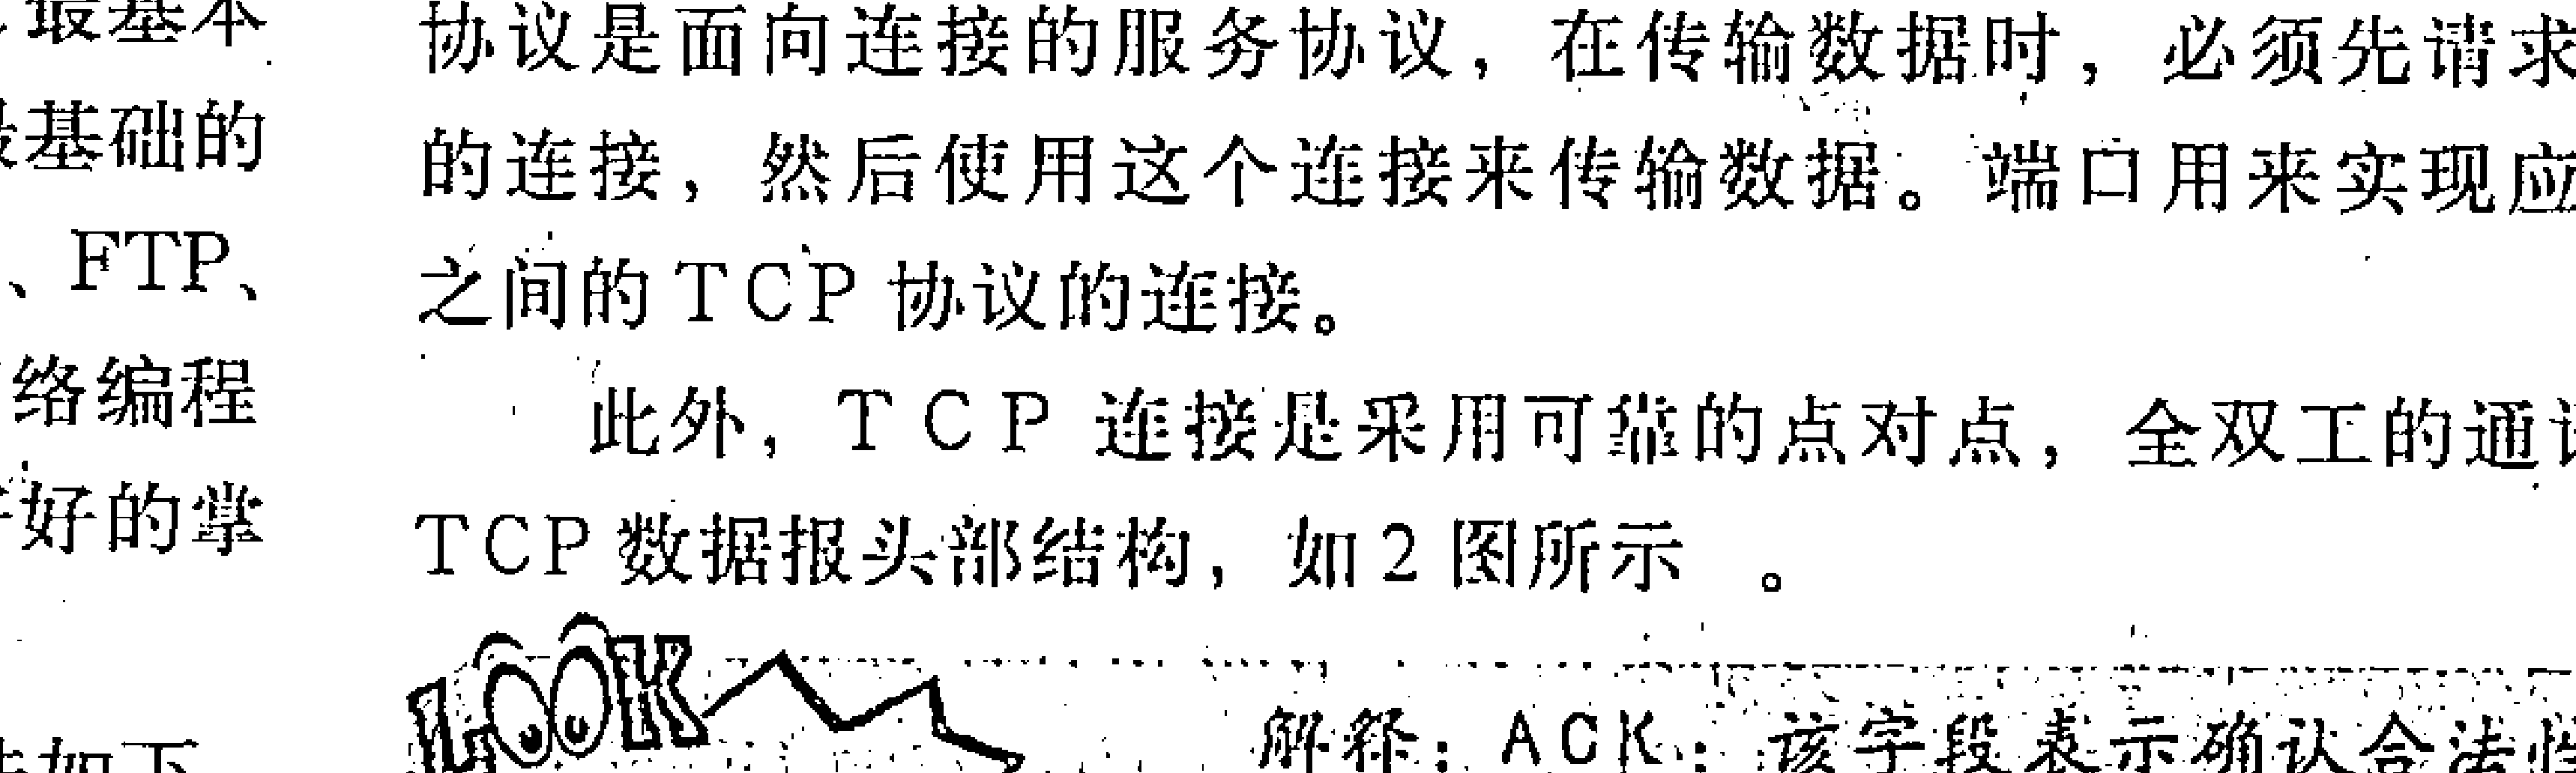 最基本
基础的
、FTP、
络编程
好的掌
如下
协议是面向连接的服务协议，在传输数据时，必须先请求
的连接，然后使用这个连接来传输数据。端口用来实现应
之间的TCP协议的连接。
此外，TCP 连接是采用可靠的点对点，全双工的通
TCP数据报头部结构，如2图所示 。
LOOK
解释：ACK：该字段表示确认合法性